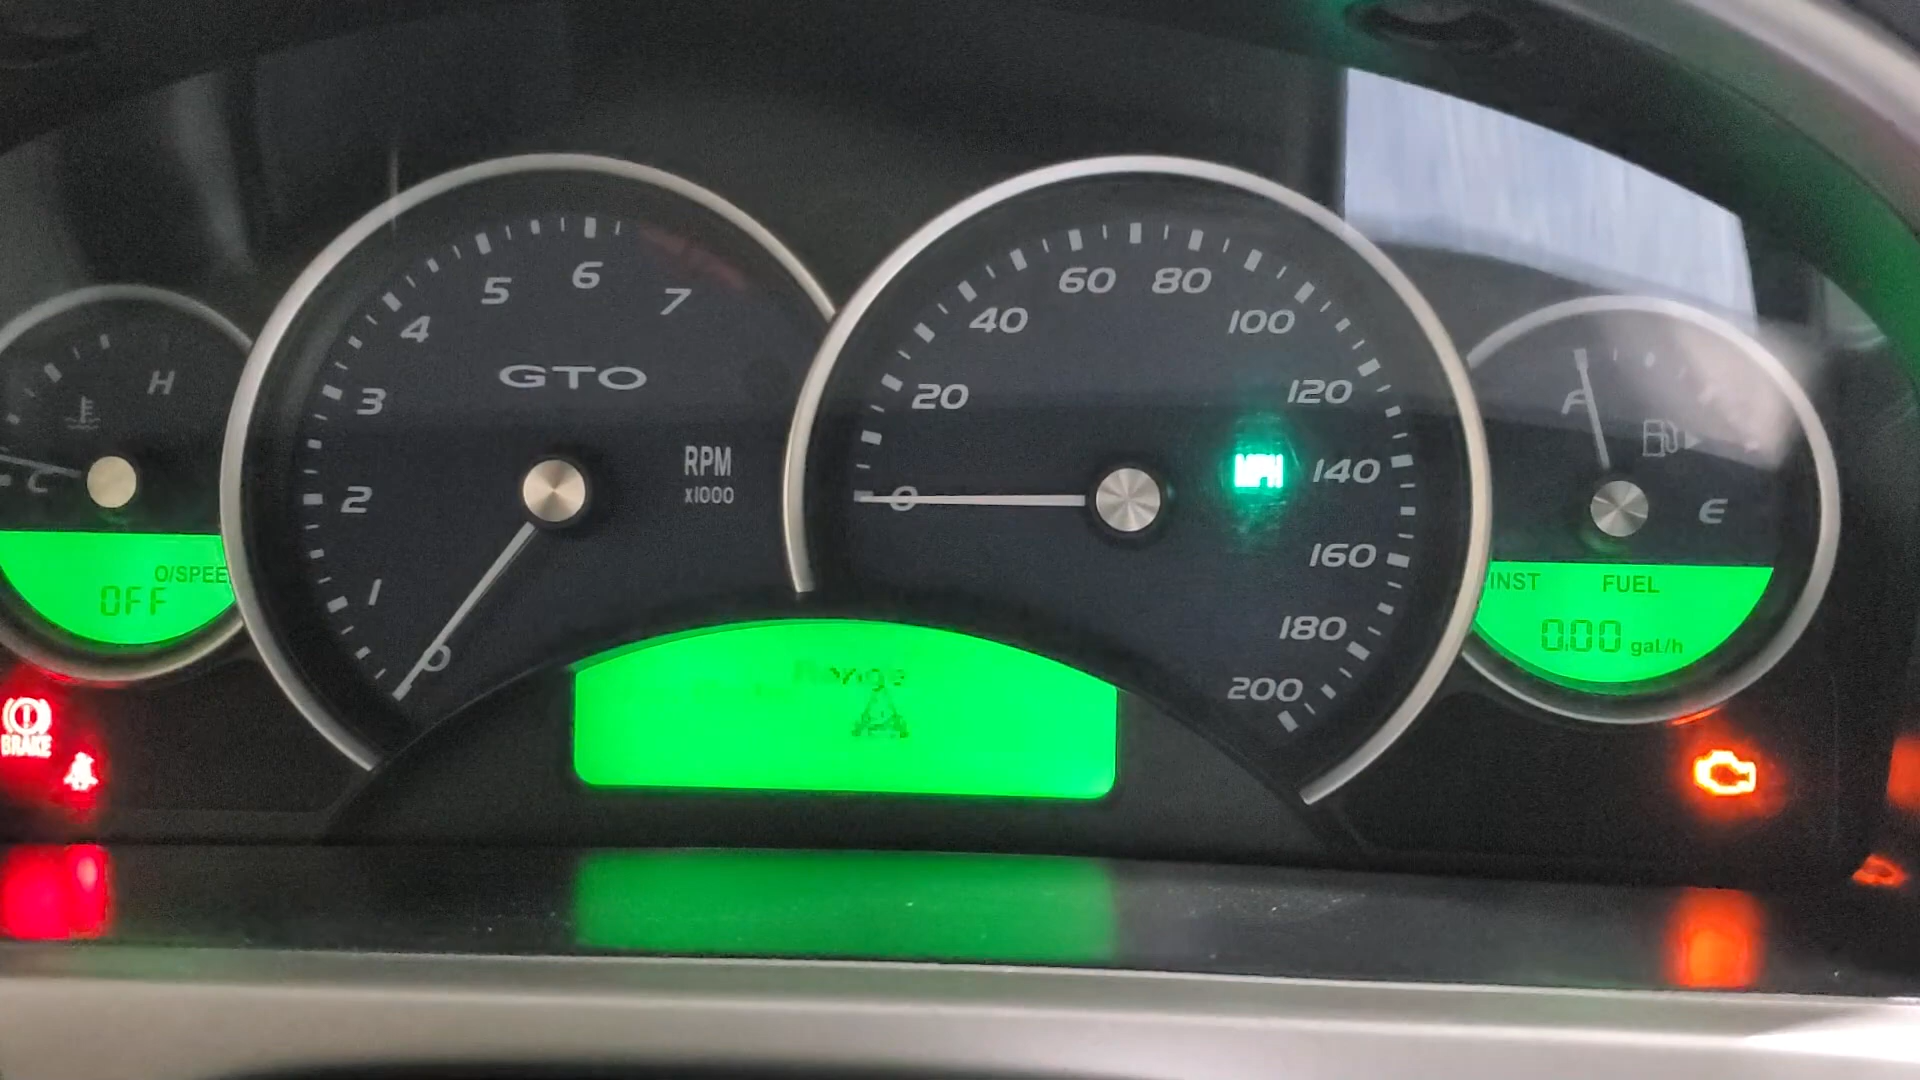 H
C
O/SPEE
OFF
BRAKE
0
1
2
3
4
5
6
7
GTO
RPM
x1000
0
20
40
60
80
100
120
140
160
180
200
MPH
Range
F
E
INST FUEL
0.00 gal/h